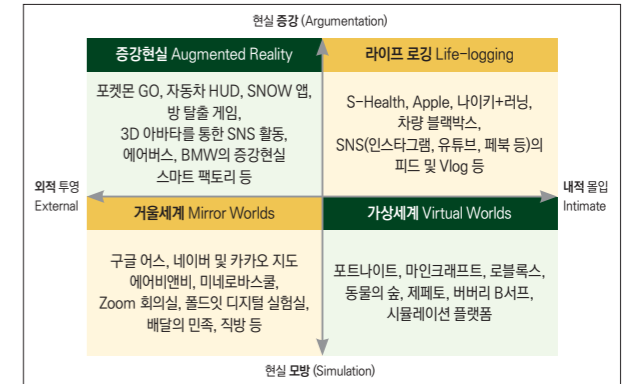 현실 증강 (Argumentation)
증강현실 Augmented Reality
라이프 로깅 Life-logging
포켓몬 GO, 자동차 HUD, SNOW 앱,
방 탈출 게임,
3D 아바타를 통한 SNS 활동,
에어버스, BMW의 증강현실
스마트 팩토리 등
S-Health, Apple, 나이키+러닝,
차량 블랙박스,
SNS(인스타그램, 유튜브, 페북 등)의
피드 및 Vlog 등
외적 투영
External
내적 몰입
Intimate
거울세계 Mirror Worlds
가상세계 Virtual Worlds
구글 어스, 네이버 및 카카오 지도
에어비앤비, 미네로바스쿨,
Zoom 회의실, 폴드잇 디지털 실험실,
배달의 민족, 직방 등
포트나이트, 마인크래프트, 로블록스,
동물의 숲, 제페토, 버버리 B서프,
시뮬레이션 플랫폼
현실 모방 (Simulation)